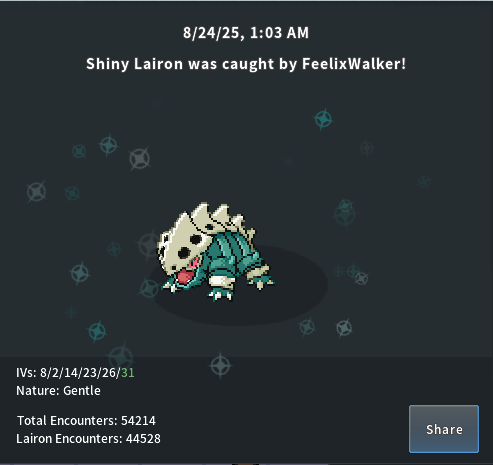 8/24/25, 1:03 AM
Shiny Lairon was caught by FeelixWalker!
IVs: 8/2/14/23/26/31
Nature: Gentle
Total Encounters: 54214
Lairon Encounters: 44528
Share